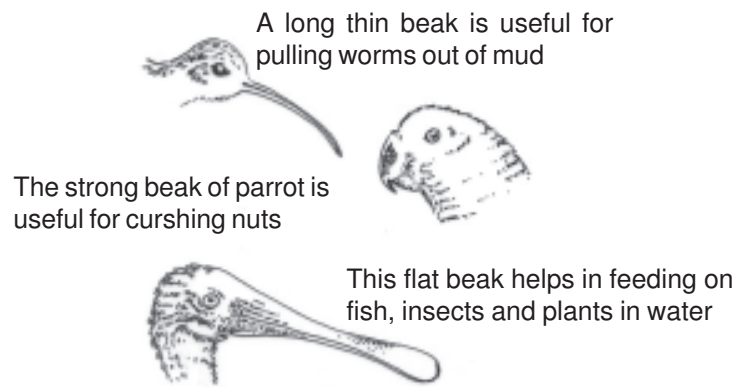 A long thin beak is useful for
pulling worms out of mud
The strong beak of parrot is
useful for curshing nuts
This flat beak helps in feeding on
fish, insects and plants in water